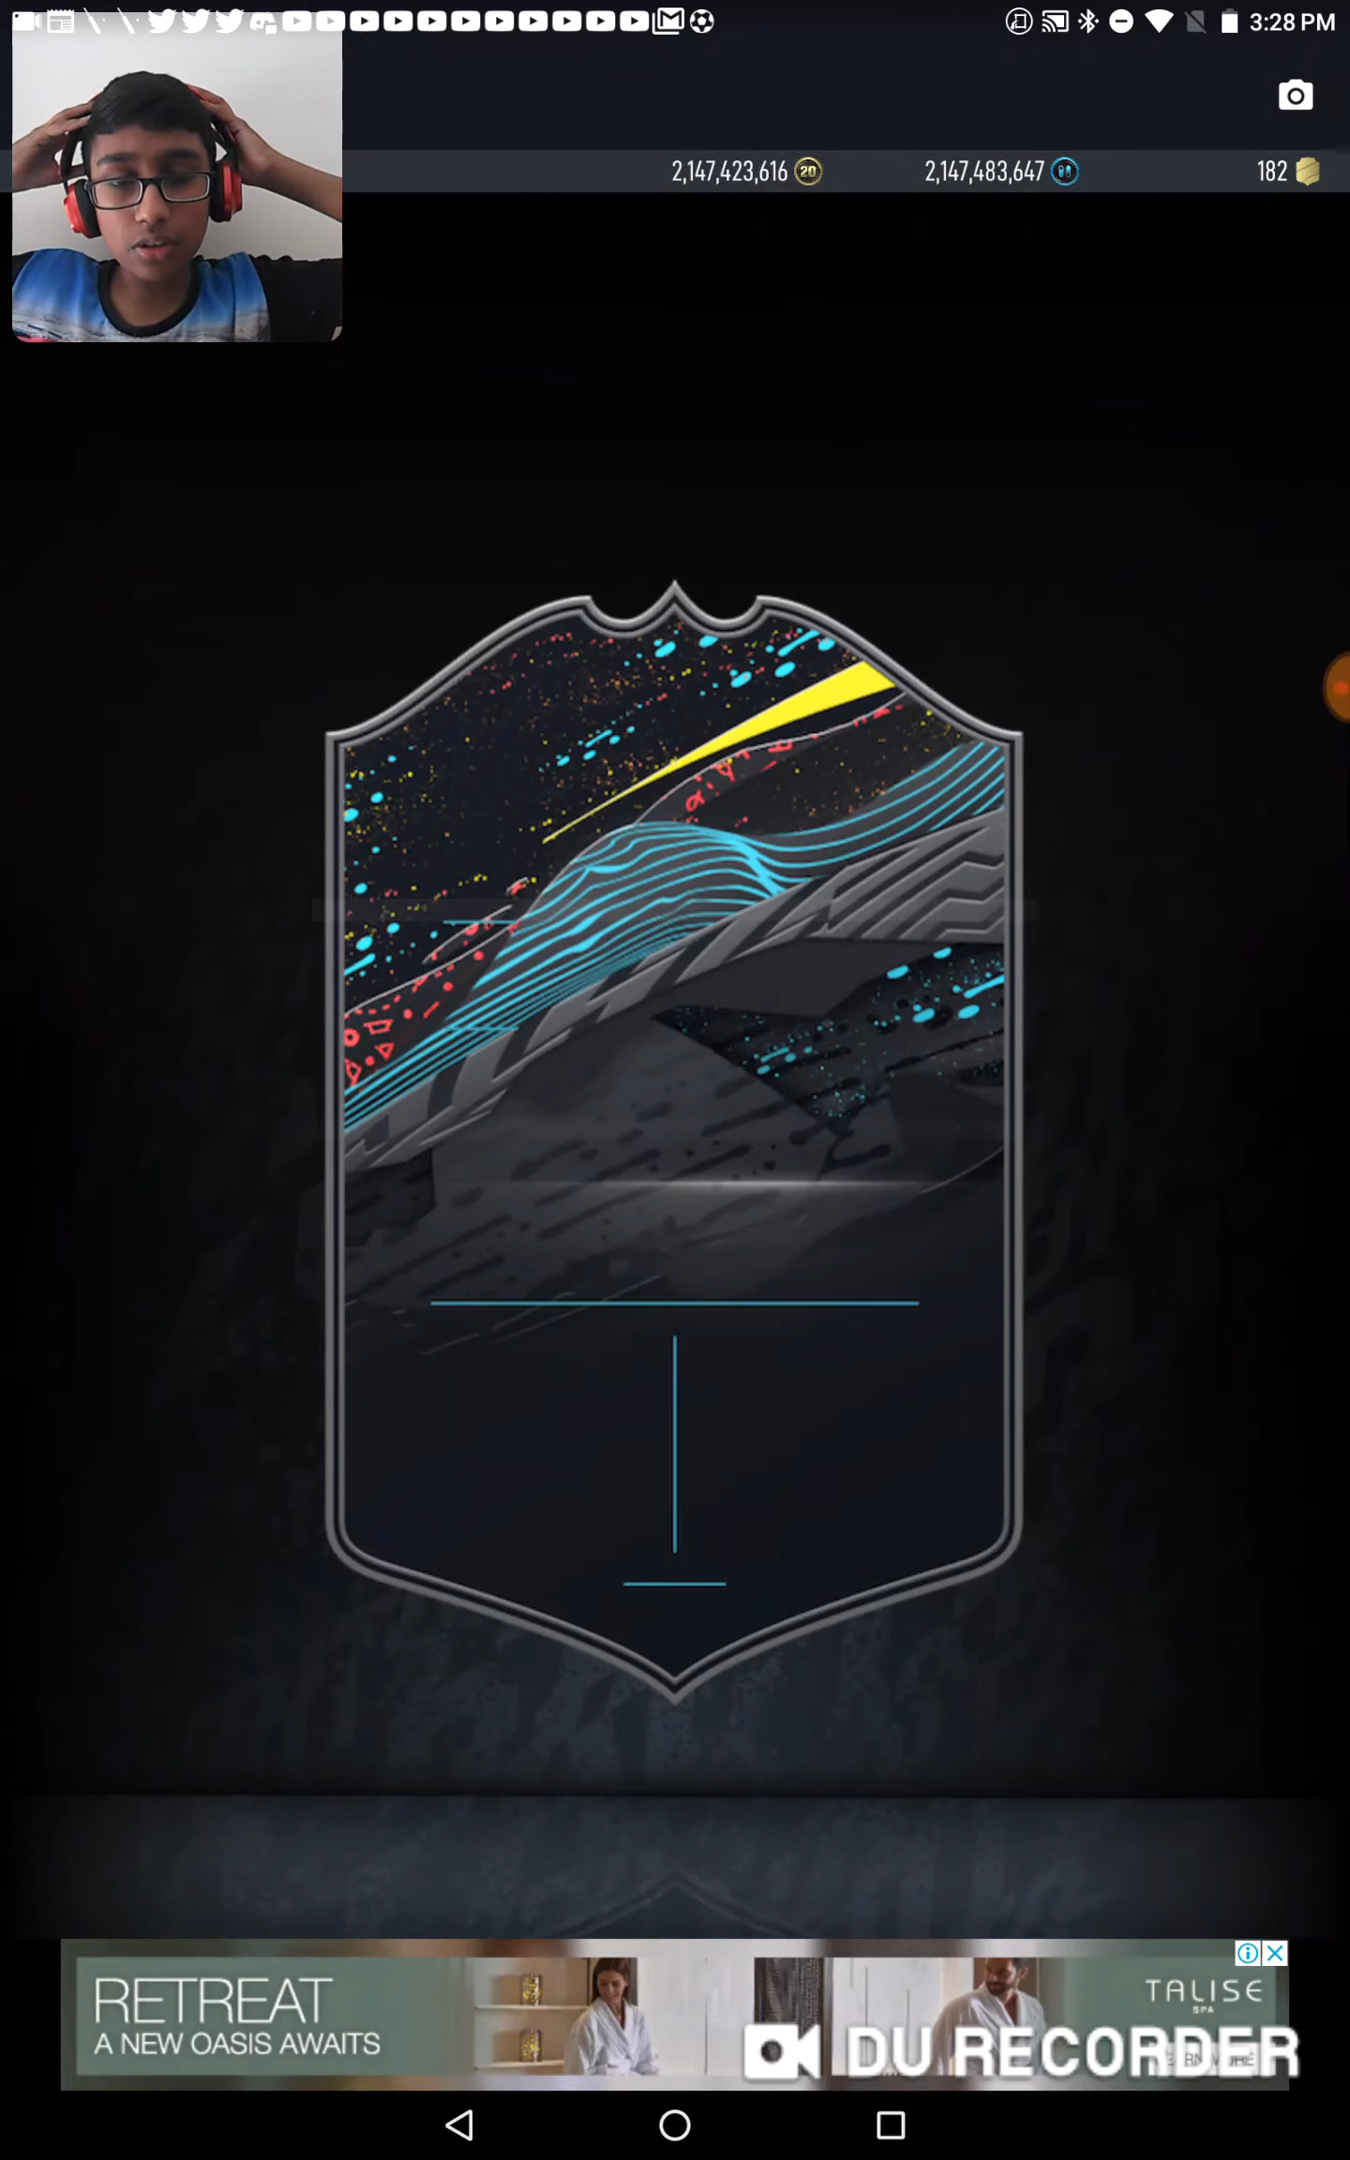 3:28 PM
2,147,423,616 20 2,147,483,647 182
RETREAT
A NEW OASIS AWAITS
TALISE
SPA
DU RECORDER